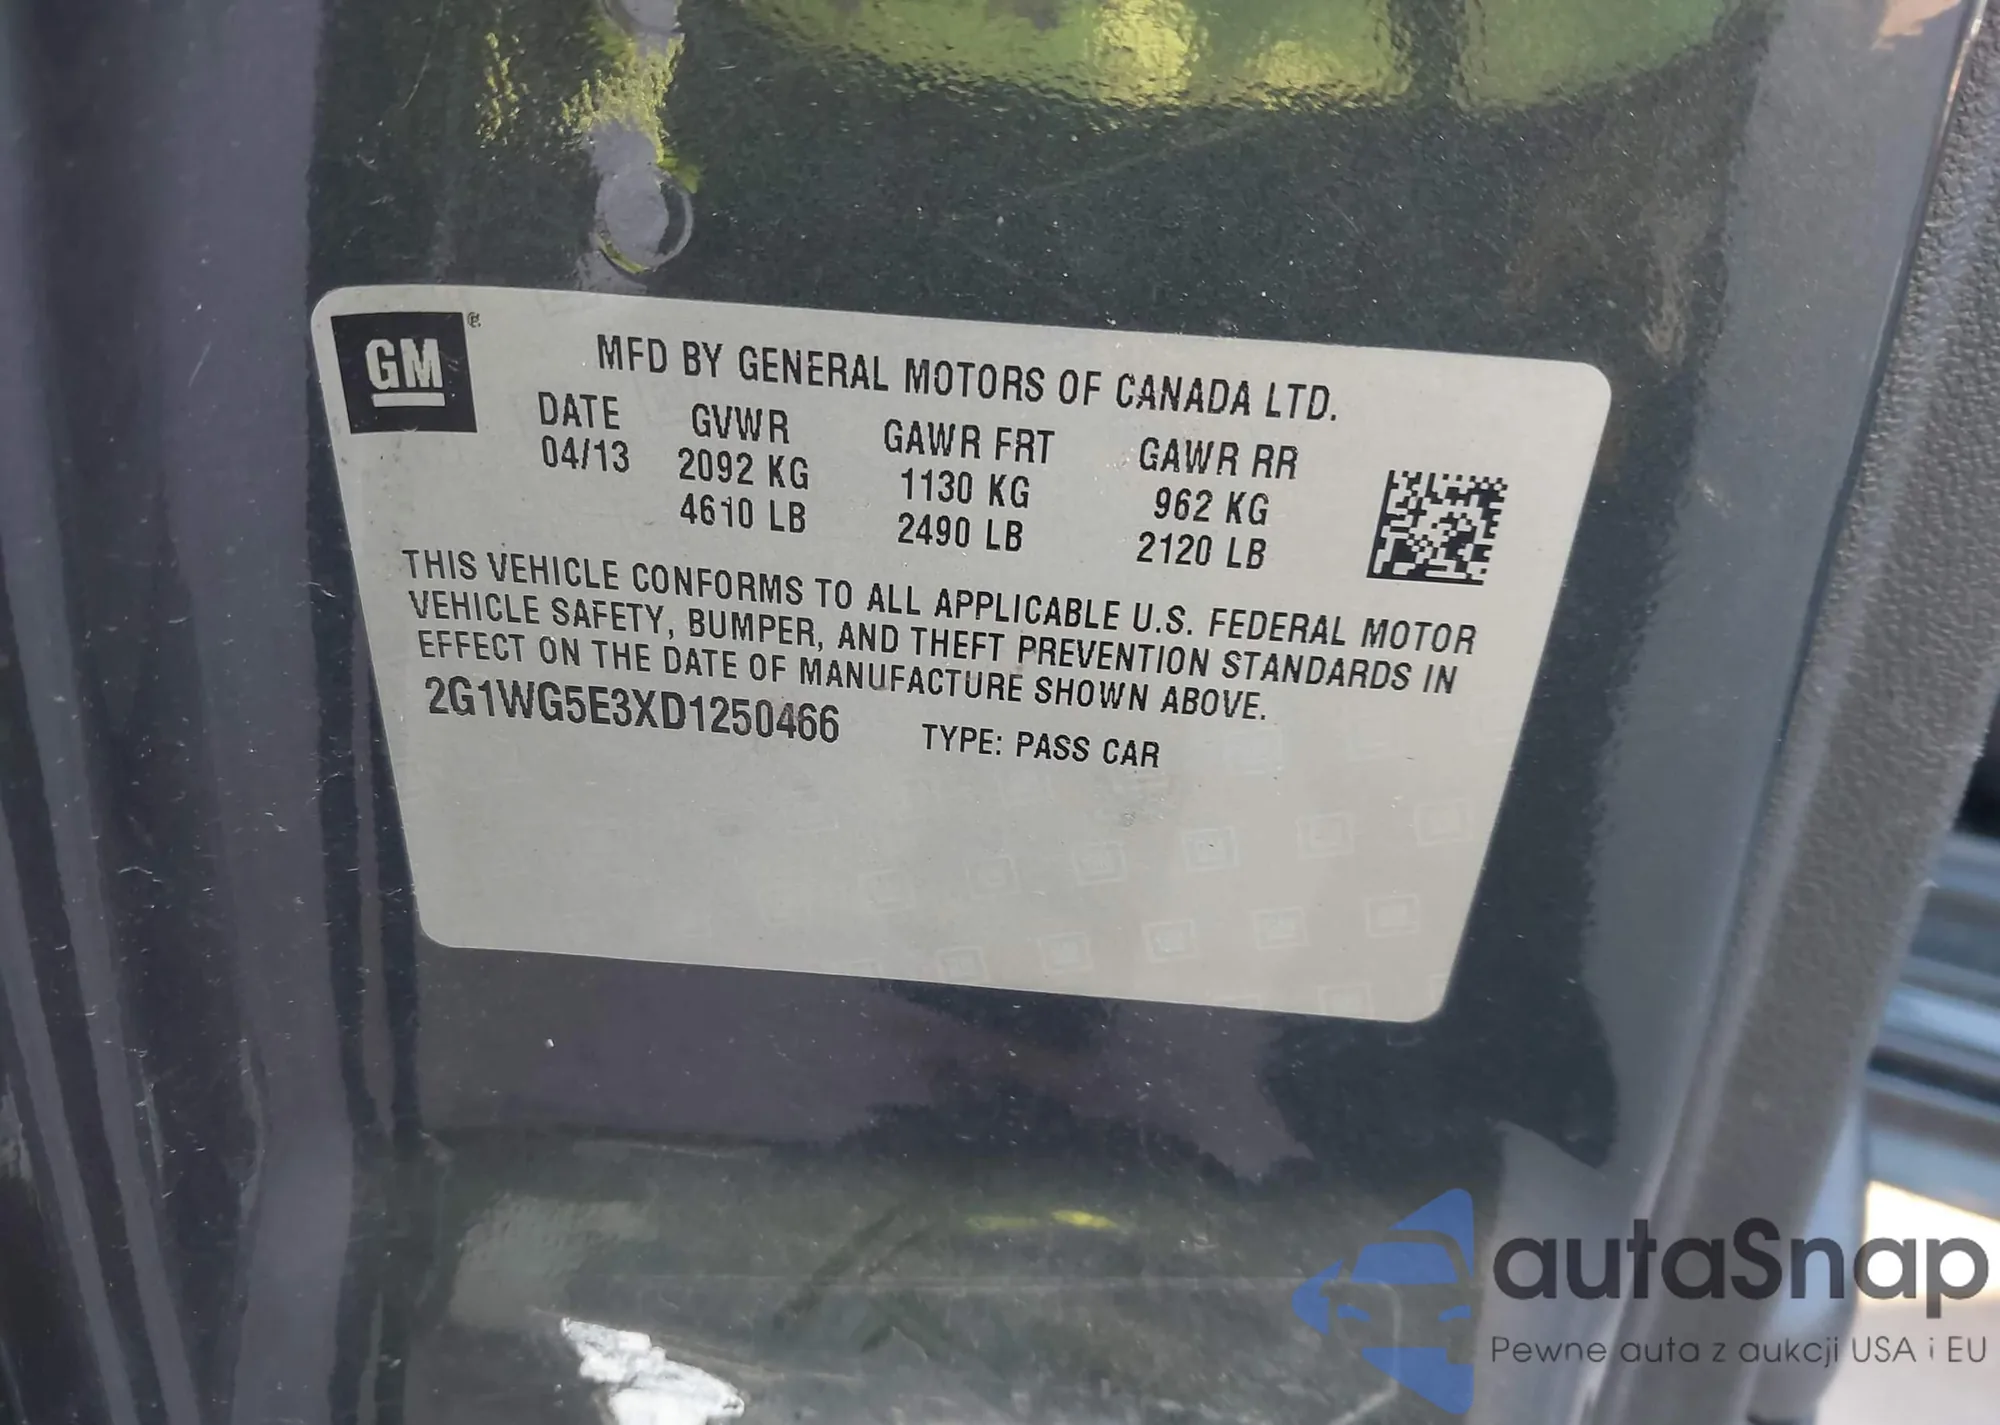 GM
MFD BY GENERAL MOTORS OF CANADA LTD.
DATE GVWR GAWR FRT GAWR RR
04/13 2092 KG 1130 KG 962 KG
4610 LB 2490 LB 2120 LB
THIS VEHICLE CONFORMS TO ALL APPLICABLE U.S. FEDERAL MOTOR
VEHICLE SAFETY, BUMPER, AND THEFT PREVENTION STANDARDS IN
EFFECT ON THE DATE OF MANUFACTURE SHOWN ABOVE.
2G1WG5E3XD1250466 TYPE: PASS CAR
autaSnap
Pewne auta z aukcji USA i EU